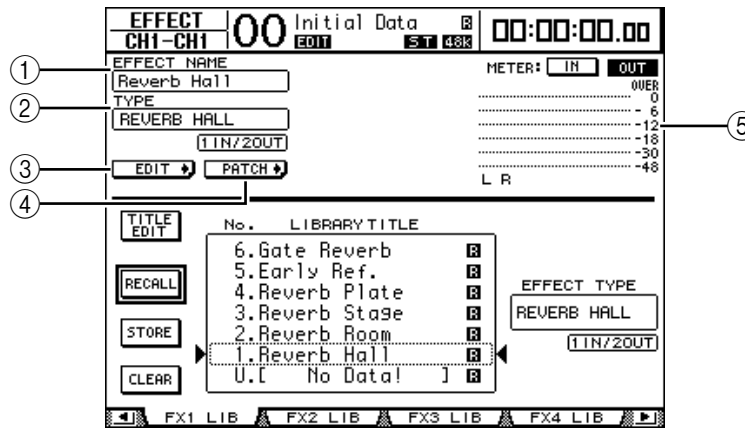 EFFECT
CH1-CH1
00
Initial Data R
EDIT ST 48K
00:00:00.00
1
EFFECT NAME
Reverb Hall
2
TYPE
REVERB HALL
1IN/2OUT
3
EDIT
PATCH
4
METER: IN OUT
OVER
0
- 6
-12
-18
-30
-48
5
L R
TITLE
EDIT
RECALL
STORE
CLEAR
No. LIBRARY TITLE
6.Gate Reverb R
5.Early Ref. R
4.Reverb Plate R
3.Reverb Stage R
2.Reverb Room R
1.Reverb Hall R
U.[ No Data! ] R
EFFECT TYPE
REVERB HALL
1IN/2OUT
FX1 LIB FX2 LIB FX3 LIB FX4 LIB